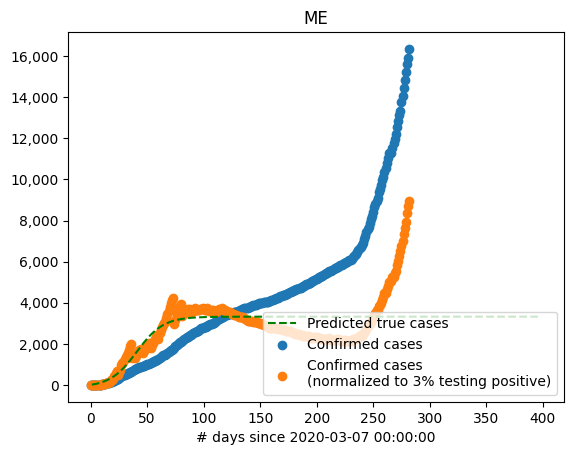 ME
16,000
14,000
12,000
10,000
8,000
6,000
4,000
2,000
0
Predicted true cases
Confirmed cases
Confirmed cases
(normalized to 3% testing positive)
0 50 100 150 200 250 300 350 400
# days since 2020-03-07 00:00:00